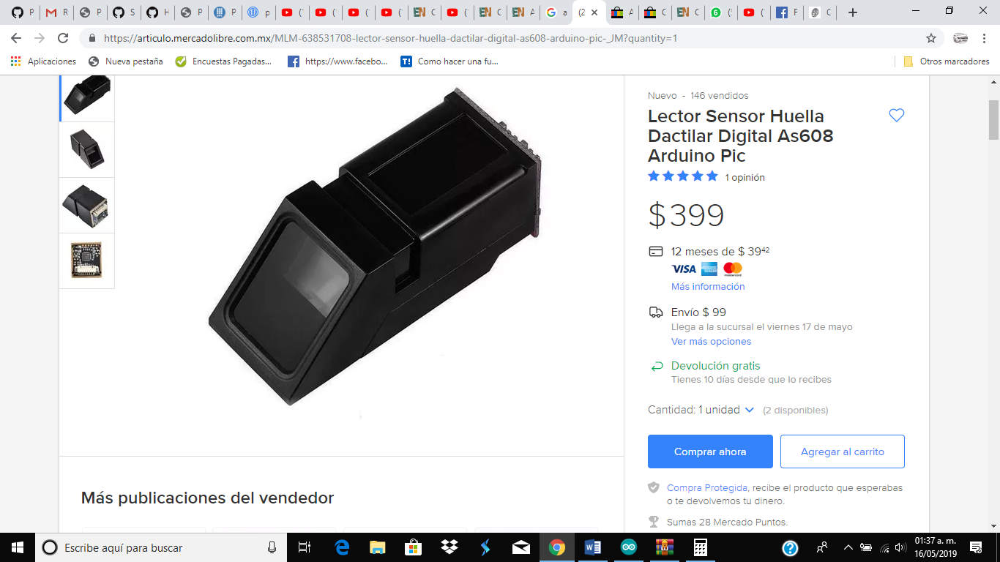 P
R
P
S
H
P
P
p
(
(
(
(
C
(
C
A
a
(2
A
C
C
(
(
F
C
https://articulo.mercadolibre.com.mx/MLM-638531708-lector-sensor-huella-dactilar-digital-as608-arduino-pic-_JM?quantity=1
Aplicaciones
Nueva pestaña
Encuestas Pagadas...
https://www.facebo...
Como hacer una fu...
Otros marcadores
Nuevo - 146 vendidos
Lector Sensor Huella
Dactilar Digital As608
Arduino Pic
1 opinión
$ 399
12 meses de $ 39⁴²
VISA
mastercard
Más información
Envío $ 99
Llega a la sucursal el viernes 17 de mayo
Ver más opciones
Devolución gratis
Tienes 10 días desde que lo recibes
Cantidad: 1 unidad (2 disponibles)
Comprar ahora
Agregar al carrito
Compra Protegida, recibe el producto que esperabas
o te devolvemos tu dinero.
Sumas 28 Mercado Puntos.
Más publicaciones del vendedor
Escribe aquí para buscar
01:37 a. m.
16/05/2019